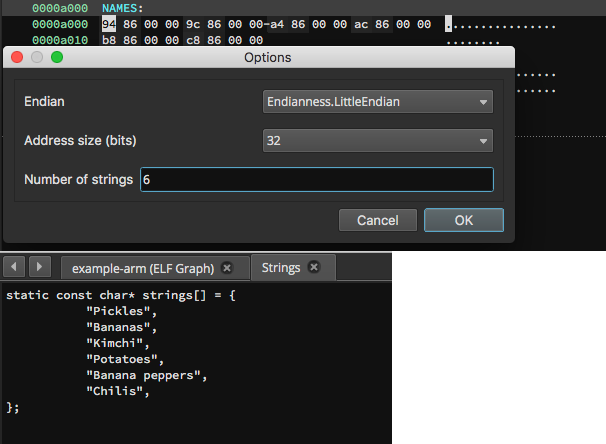 0000a000 NAMES:
0000a000 94 86 00 00 9c 86 00 00-a4 86 00 00 ac 86 00 00 ................
0000a010 b8 86 00 00 c8 86 00 00 ........
Options
Endian Endianness.LittleEndian
Address size (bits) 32
Number of strings 6
Cancel OK
example-arm (ELF Graph) Strings
static const char* strings[] = {
"Pickles",
"Bananas",
"Kimchi",
"Potatoes",
"Banana peppers",
"Chilis",
};